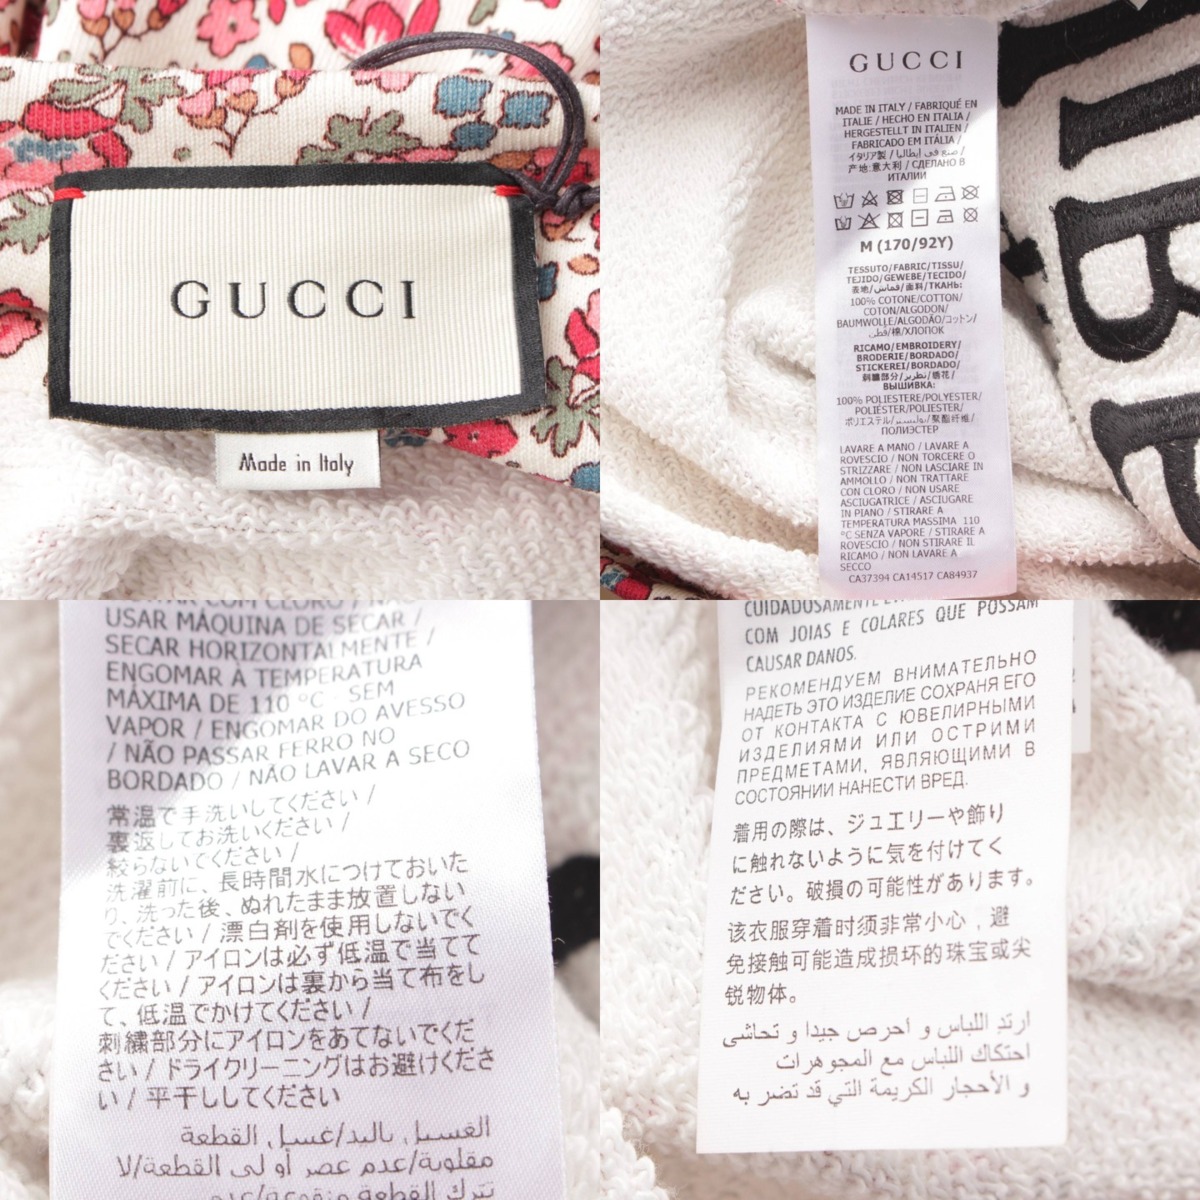 GUCCI
Made in Italy
GUCCI
MADE IN ITALY / FABRIQUÉ EN
ITALIE / HECHO EN ITALIA /
HERGESTELLT IN ITALIEN /
FABRICADO EM ITÁLIA /
イタリア製 / صنع في إيطاليا /
产地:意大利 / СДЕЛАНО В
ИТАЛИИ
M (170/92Y)
TESSUTO/FABRIC/TISSU/
TEJIDO/GEWEBE/TECIDO/
表地/قماش/面料/ТКАНЬ:
100% COTONE/COTTON/
COTON/ALGODON/
BAUMWOLLE/ALGODÃO/コットン/
قطن/棉/ХЛОПОК
RICAMO/EMBROIDERY/
BRODERIE/BORDADO/
STICKEREI/BORDADO/
刺繍部分/تطريز/绣花/
ВЫШИВКА:
100% POLIESTERE/POLYESTER/
POLIÉSTER/POLIESTER/
ポリエステル/بوليستر/聚酯纤维/
ПОЛИЭСТЕР
LAVARE A MANO / LAVARE A
ROVESCIO / NON TORCERE O
STRIZZARE / NON LASCIARE IN
AMMOLLO / NON TRATTARE
CON CLORO / NON USARE
ASCIUGATRICE / ASCIUGARE
IN PIANO / STIRARE A
TEMPERATURA MASSIMA 110
°C SENZA VAPORE / STIRARE A
ROVESCIO / NON STIRARE IL
RICAMO / NON LAVARE A
SECCO
CA37394 CA14517 CA84937
COM CLORO /
USAR MÁQUINA DE SECAR /
SECAR HORIZONTALMENTE /
ENGOMAR À TEMPERATURA
MÁXIMA DE 110 °C - SEM
VAPOR / ENGOMAR DO AVESSO
/ NÃO PASSAR FERRO NO
BORDADO / NÃO LAVAR A SECO
常温で手洗いしてください /
裏返してお洗いください /
絞らないでください /
洗濯前に、長時間水につけておいた
り、洗った後、ぬれたまま放置しない
でください / 漂白剤を使用しないでく
ださい / アイロンは必ず低温で当てて
ください / アイロンは裏から当て布をし
て、低温でかけてください /
刺繍部分にアイロンをあてないでくだ
さい / ドライクリーニングはお避けくださ
い / 平干ししてください
الغسيل باليد/غسيل القطعة
مقلوبة/عدم عصر أو لي القطعة/لا
تترك القطعة منقوعة/عدم
CUIDADOSAMENTE
COM JOIAS E COLARES QUE POSSAM
CAUSAR DANOS.
РЕКОМЕНДУЕМ ВНИМАТЕЛЬНО
НАДЕТЬ ЭТО ИЗДЕЛИЕ СОХРАНЯ ЕГО
ОТ КОНТАКТА С ЮВЕЛИРНЫМИ
ИЗДЕЛИЯМИ ИЛИ ОСТРИМИ
ПРЕДМЕТАМИ, ЯВЛЯЮЩИМИ В
СОСТОЯНИИ НАНЕСТИ ВРЕД.
着用の際は、ジュエリーや飾り
に触れないように気を付けてく
ださい。破損の可能性があります。
该衣服穿着时须非常小心，避
免接触可能造成损坏的珠宝或尖
锐物体。
ارتدِ اللباس و احرص جيدا و تحاشى
احتكاك اللباس مع المجوهرات
و الأحجار الكريمة التي قد تضر به